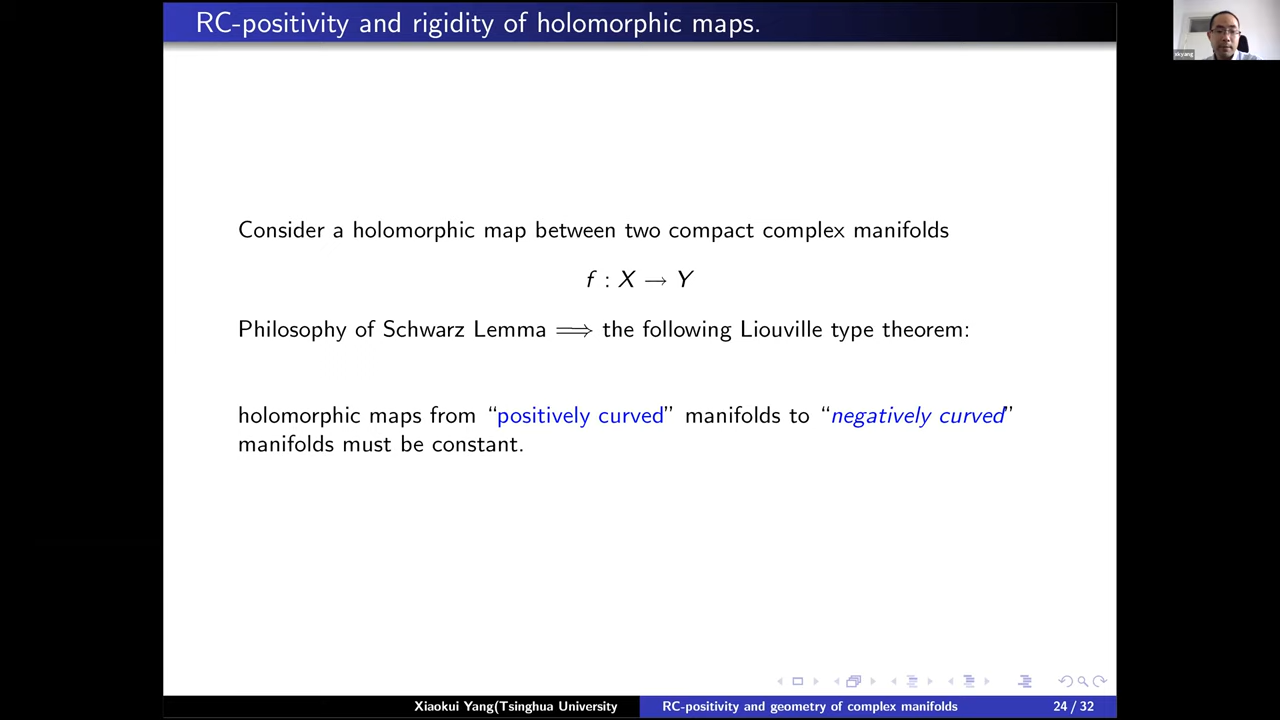 RC-positivity and rigidity of holomorphic maps.
xkyang
Consider a holomorphic map between two compact complex manifolds
f : X → Y
Philosophy of Schwarz Lemma ⟹ the following Liouville type theorem:
holomorphic maps from “positively curved” manifolds to “negatively curved”
manifolds must be constant.
Xiaokui Yang(Tsinghua University
RC-positivity and geometry of complex manifolds
24 / 32